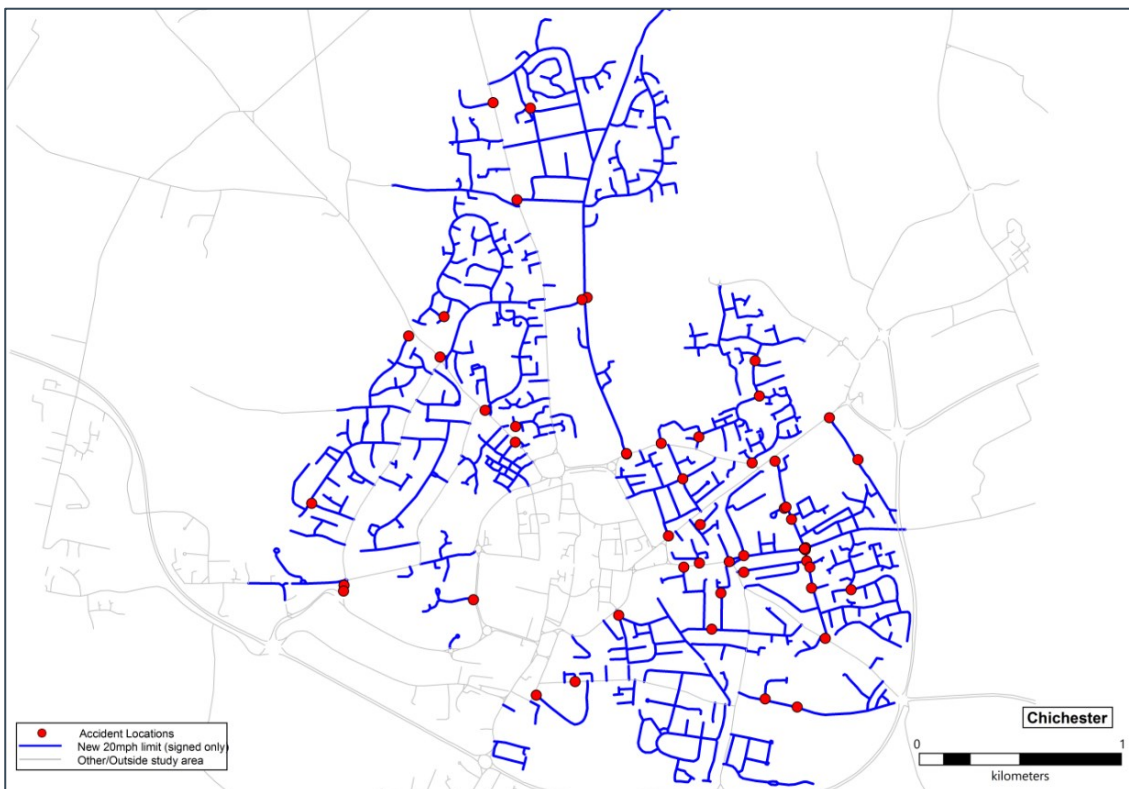 Chichester
0 1
kilometers
Accident Locations
New 20mph limit (signed only)
Other/Outside study area